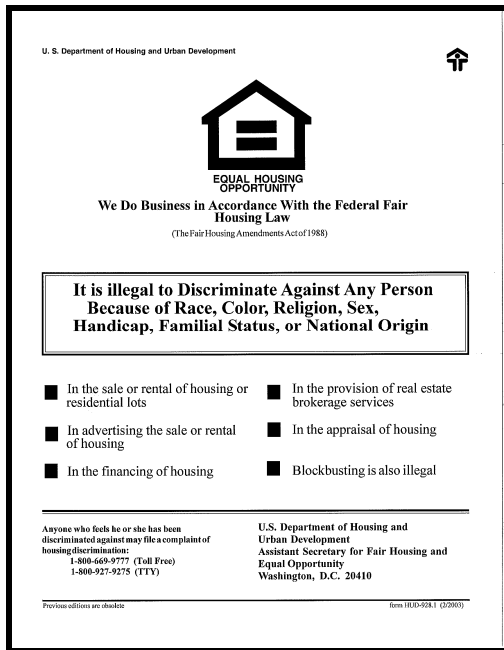 U. S. Department of Housing and Urban Development
EQUAL HOUSING
OPPORTUNITY
We Do Business in Accordance With the Federal Fair
Housing Law
(The Fair Housing Amendments Act of 1988)
It is illegal to Discriminate Against Any Person
Because of Race, Color, Religion, Sex,
Handicap, Familial Status, or National Origin
In the sale or rental of housing or
residential lots
In advertising the sale or rental
of housing
In the financing of housing
In the provision of real estate
brokerage services
In the appraisal of housing
Blockbusting is also illegal
Anyone who feels he or she has been
discriminated against may file a complaint of
housing discrimination:
1-800-669-9777 (Toll Free)
1-800-927-9275 (TTY)
U.S. Department of Housing and
Urban Development
Assistant Secretary for Fair Housing and
Equal Opportunity
Washington, D.C. 20410
Previous editions are obsolete
form HUD-928.1 (2/2003)